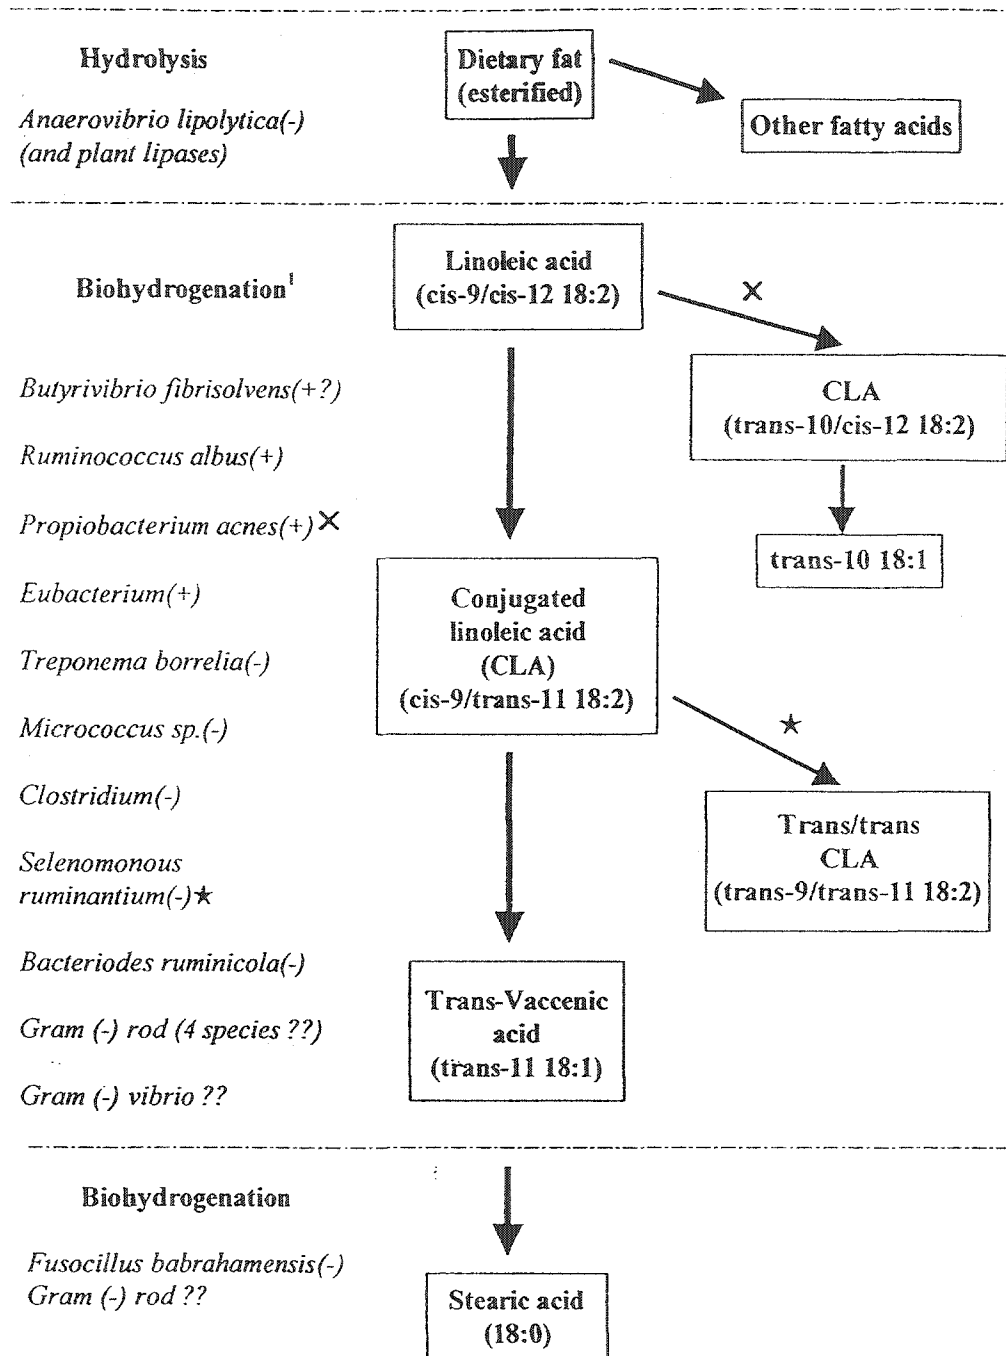 Hydrolysis
Anaerovibrio lipolytica(-)
(and plant lipases)
Dietary fat
(esterified)
Other fatty acids
Biohydrogenation¹
Linoleic acid
(cis-9/cis-12 18:2)
×
Butyrivibrio fibrisolvens(+?)
Ruminococcus albus(+)
Propiobacterium acnes(+) ×
Eubacterium(+)
Treponema borrelia(-)
Micrococcus sp.(-)
Clostridium(-)
Selenomonous
ruminantium(-)★
Bacteriodes ruminicola(-)
Gram (-) rod (4 species ??)
Gram (-) vibrio ??
CLA
(trans-10/cis-12 18:2)
trans-10 18:1
Conjugated
linoleic acid
(CLA)
(cis-9/trans-11 18:2)
★
Trans/trans
CLA
(trans-9/trans-11 18:2)
Trans-Vaccenic
acid
(trans-11 18:1)
Biohydrogenation
Fusocillus babrahamensis(-)
Gram (-) rod ??
Stearic acid
(18:0)